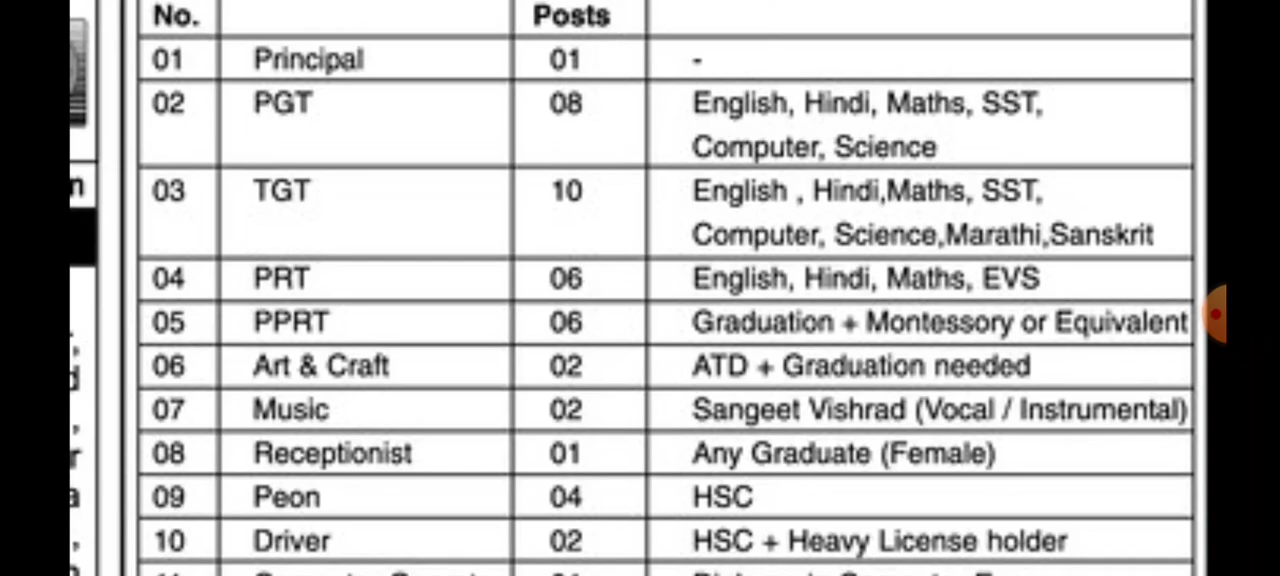 No. Posts
01 Principal 01 -
02 PGT 08 English, Hindi, Maths, SST,
Computer, Science
03 TGT 10 English , Hindi,Maths, SST,
Computer, Science,Marathi,Sanskrit
04 PRT 06 English, Hindi, Maths, EVS
05 PPRT 06 Graduation + Montessory or Equivalent
06 Art & Craft 02 ATD + Graduation needed
07 Music 02 Sangeet Vishrad (Vocal / Instrumental)
08 Receptionist 01 Any Graduate (Female)
09 Peon 04 HSC
10 Driver 02 HSC + Heavy License holder